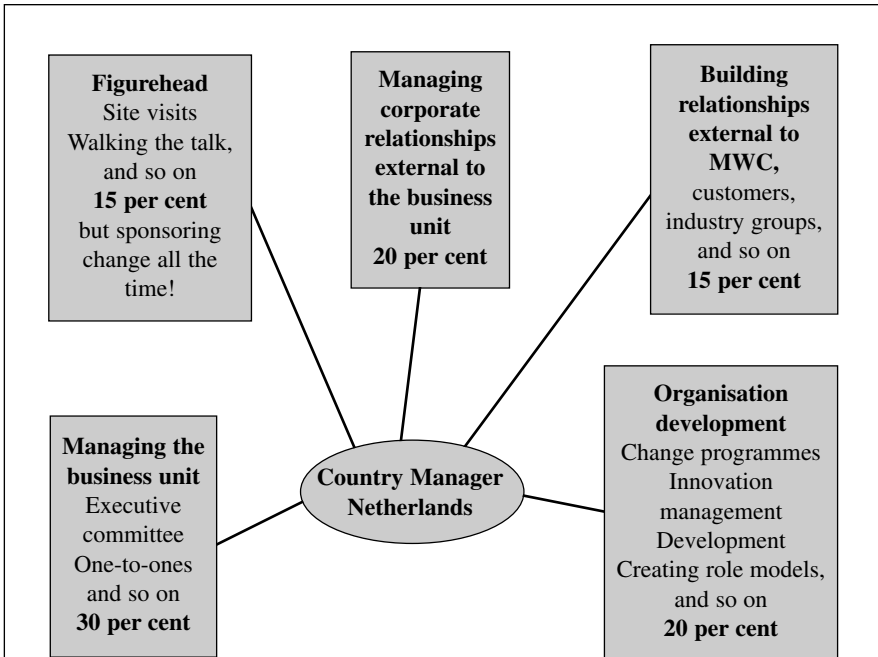 Figurehead
Site visits
Walking the talk,
and so on
15 per cent
but sponsoring
change all the
time!
Managing
corporate
relationships
external to
the business
unit
20 per cent
Building
relationships
external to
MWC,
customers,
industry groups,
and so on
15 per cent
Managing the
business unit
Executive
committee
One-to-ones
and so on
30 per cent
Country Manager
Netherlands
Organisation
development
Change programmes
Innovation
management
Development
Creating role models,
and so on
20 per cent